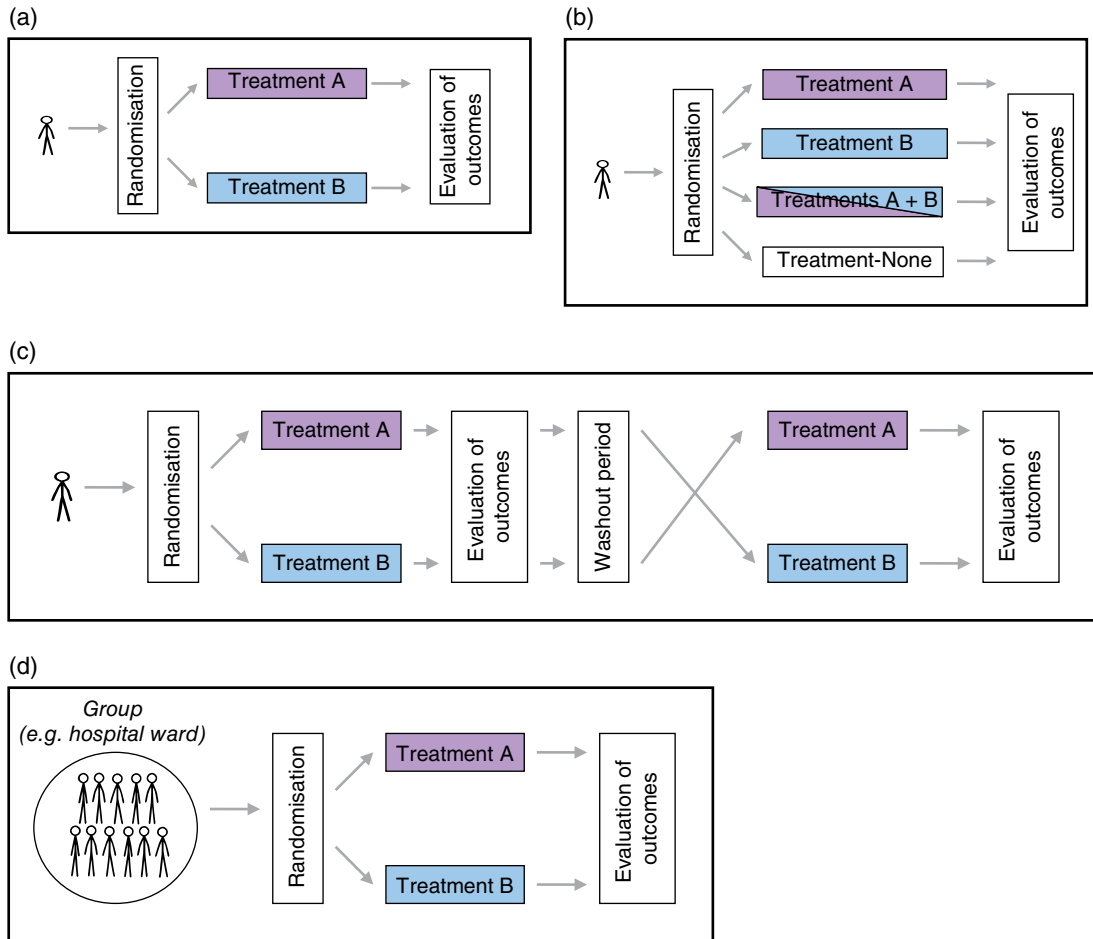 (a)
Randomisation
Treatment A
Treatment B
Evaluation of
outcomes
(b)
Randomisation
Treatment A
Treatment B
Treatments A + B
Treatment-None
Evaluation of
outcomes
(c)
Randomisation
Treatment A
Treatment B
Evaluation of
outcomes
Washout period
Treatment A
Treatment B
Evaluation of
outcomes
(d)
Group
(e.g. hospital ward)
Randomisation
Treatment A
Treatment B
Evaluation of
outcomes